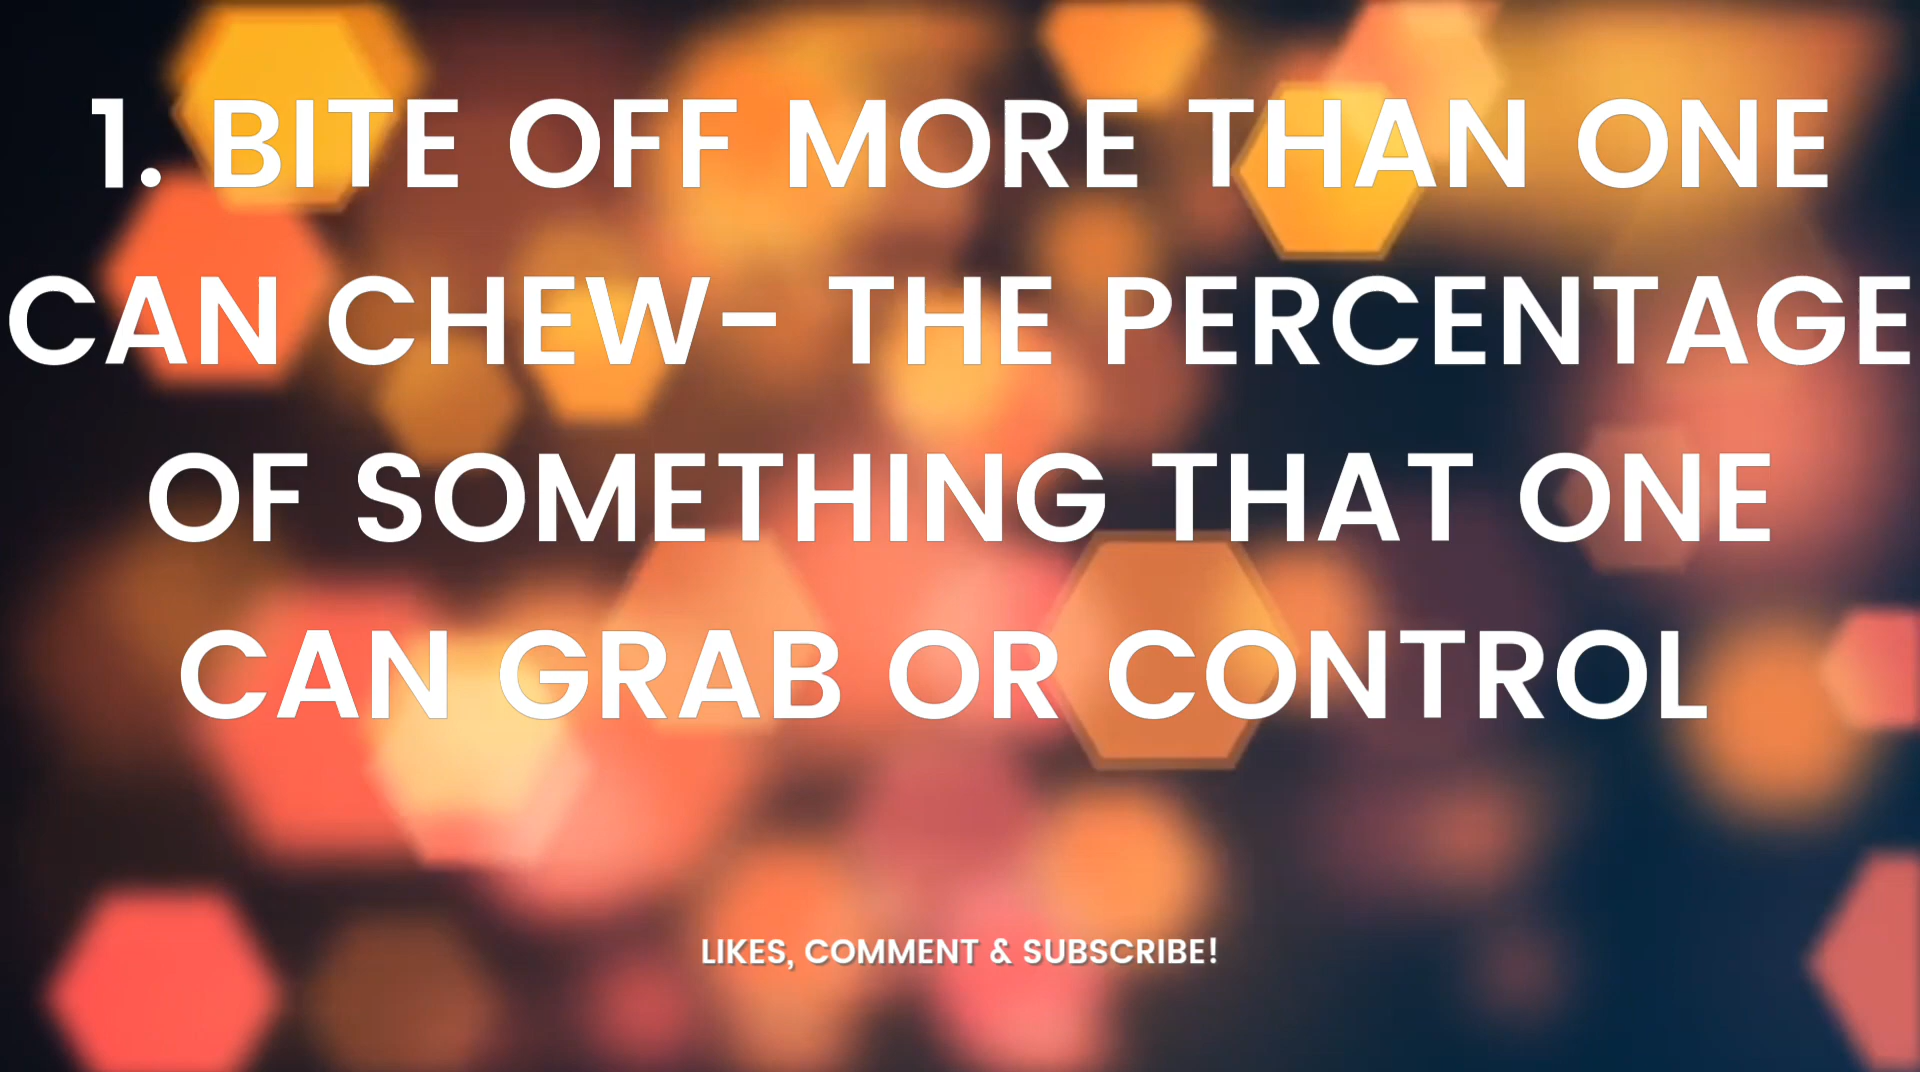 1. BITE OFF MORE THAN ONE
CAN CHEW- THE PERCENTAGE
OF SOMETHING THAT ONE
CAN GRAB OR CONTROL
LIKES, COMMENT & SUBSCRIBE!